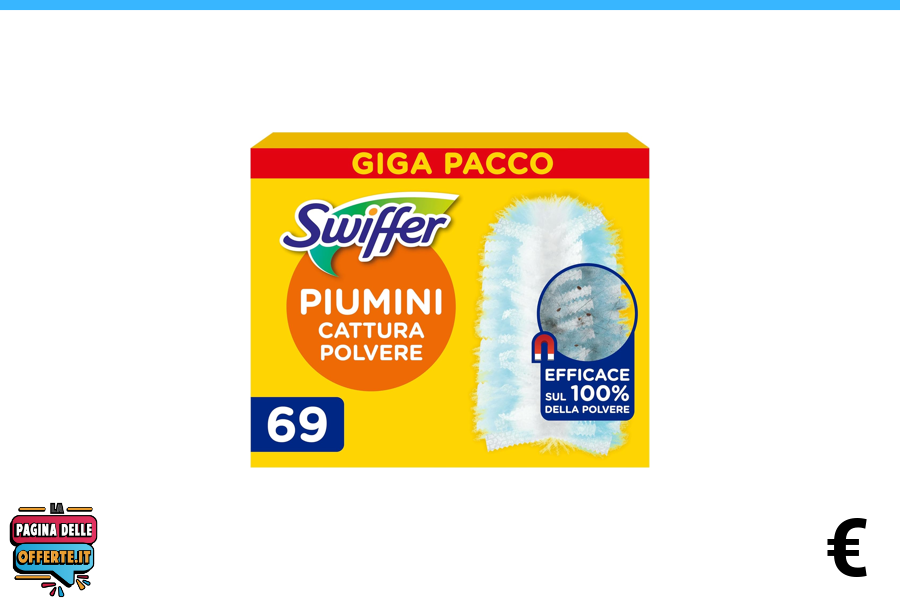 GIGA PACCO
Swiffer
PIUMINI
CATTURA
POLVERE
EFFICACE
SUL 100%
DELLA POLVERE
69
LA
PAGINA DELLE
OFFERTE.IT
€